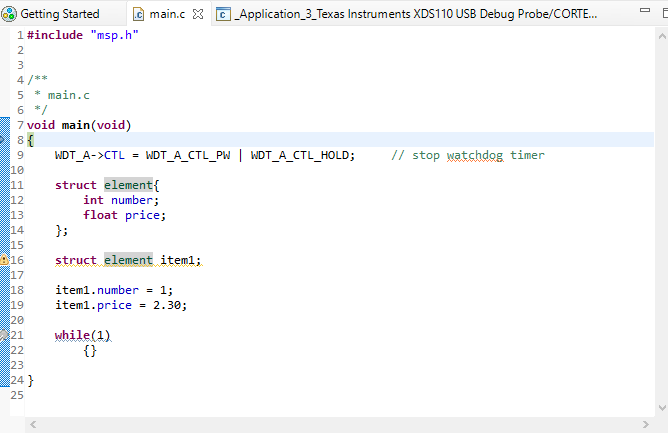 Getting Started main.c _Application_3_Texas Instruments XDS110 USB Debug Probe/CORTE...
1 #include "msp.h"
2
3
4 /**
5  * main.c
6  */
7 void main(void)
8 {
9     WDT_A->CTL = WDT_A_CTL_PW | WDT_A_CTL_HOLD;     // stop watchdog timer
10
11     struct element{
12         int number;
13         float price;
14     };
15
16     struct element item1;
17
18     item1.number = 1;
19     item1.price = 2.30;
20
21     while(1)
22         {}
23
24 }
25